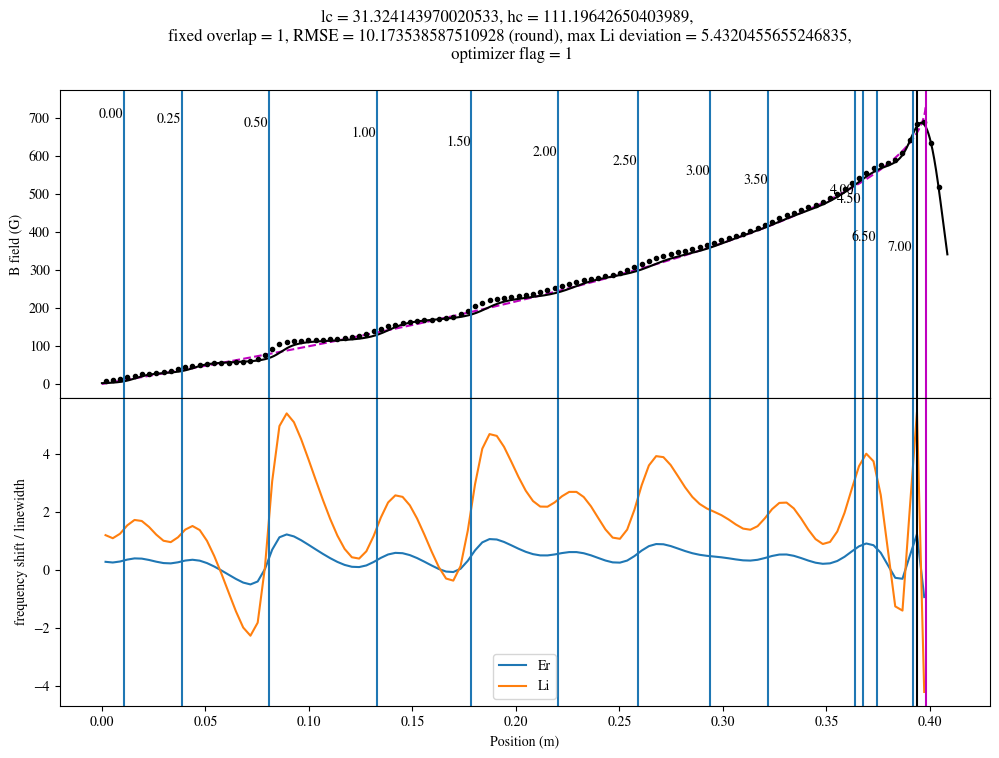 lc = 31.324143970020533, hc = 111.19642650403989,
fixed overlap = 1, RMSE = 10.173538587510928 (round), max Li deviation = 5.4320455655246835,
optimizer flag = 1
B field (G)
700
600
500
400
300
200
100
0
0.00
0.25
0.50
1.00
1.50
2.00
2.50
3.00
3.50
4.00
4.50
6.50
7.00
frequency shift / linewidth
4
2
0
−2
−4
Er
Li
0.00 0.05 0.10 0.15 0.20 0.25 0.30 0.35 0.40
Position (m)